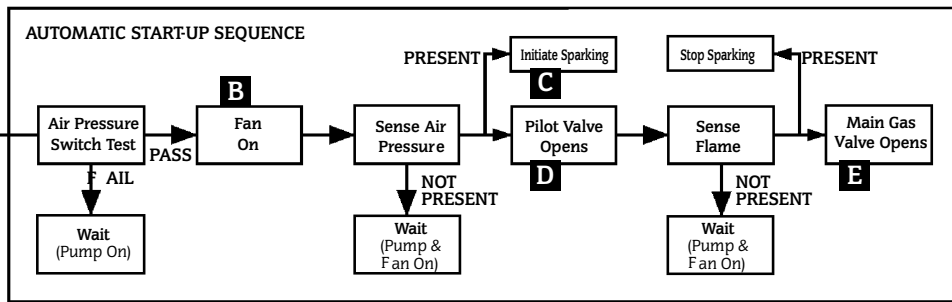 AUTOMATIC START-UP SEQUENCE
PRESENT
Initiate Sparking
C
Stop Sparking
PRESENT
B
Air Pressure
Switch Test
PASS
Fan
On
Sense Air
Pressure
Pilot Valve
Opens
D
Sense
Flame
Main Gas
Valve Opens
E
F AIL
NOT
PRESENT
NOT
PRESENT
Wait
(Pump On)
Wait
(Pump &
Fan On)
Wait
(Pump &
Fan On)